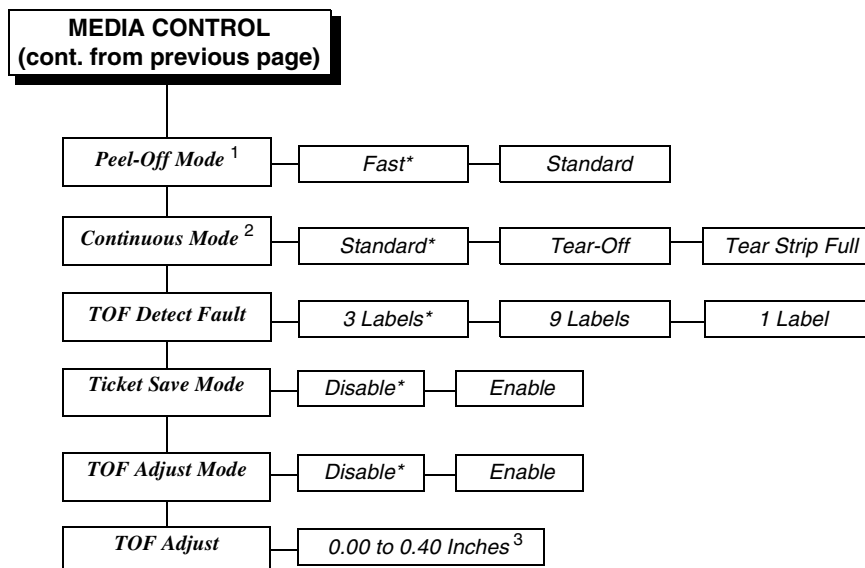 MEDIA CONTROL
(cont. from previous page)
Peel-Off Mode 1 Fast* Standard
Continuous Mode 2 Standard* Tear-Off Tear Strip Full
TOF Detect Fault 3 Labels* 9 Labels 1 Label
Ticket Save Mode Disable* Enable
TOF Adjust Mode Disable* Enable
TOF Adjust 0.00 to 0.40 Inches 3